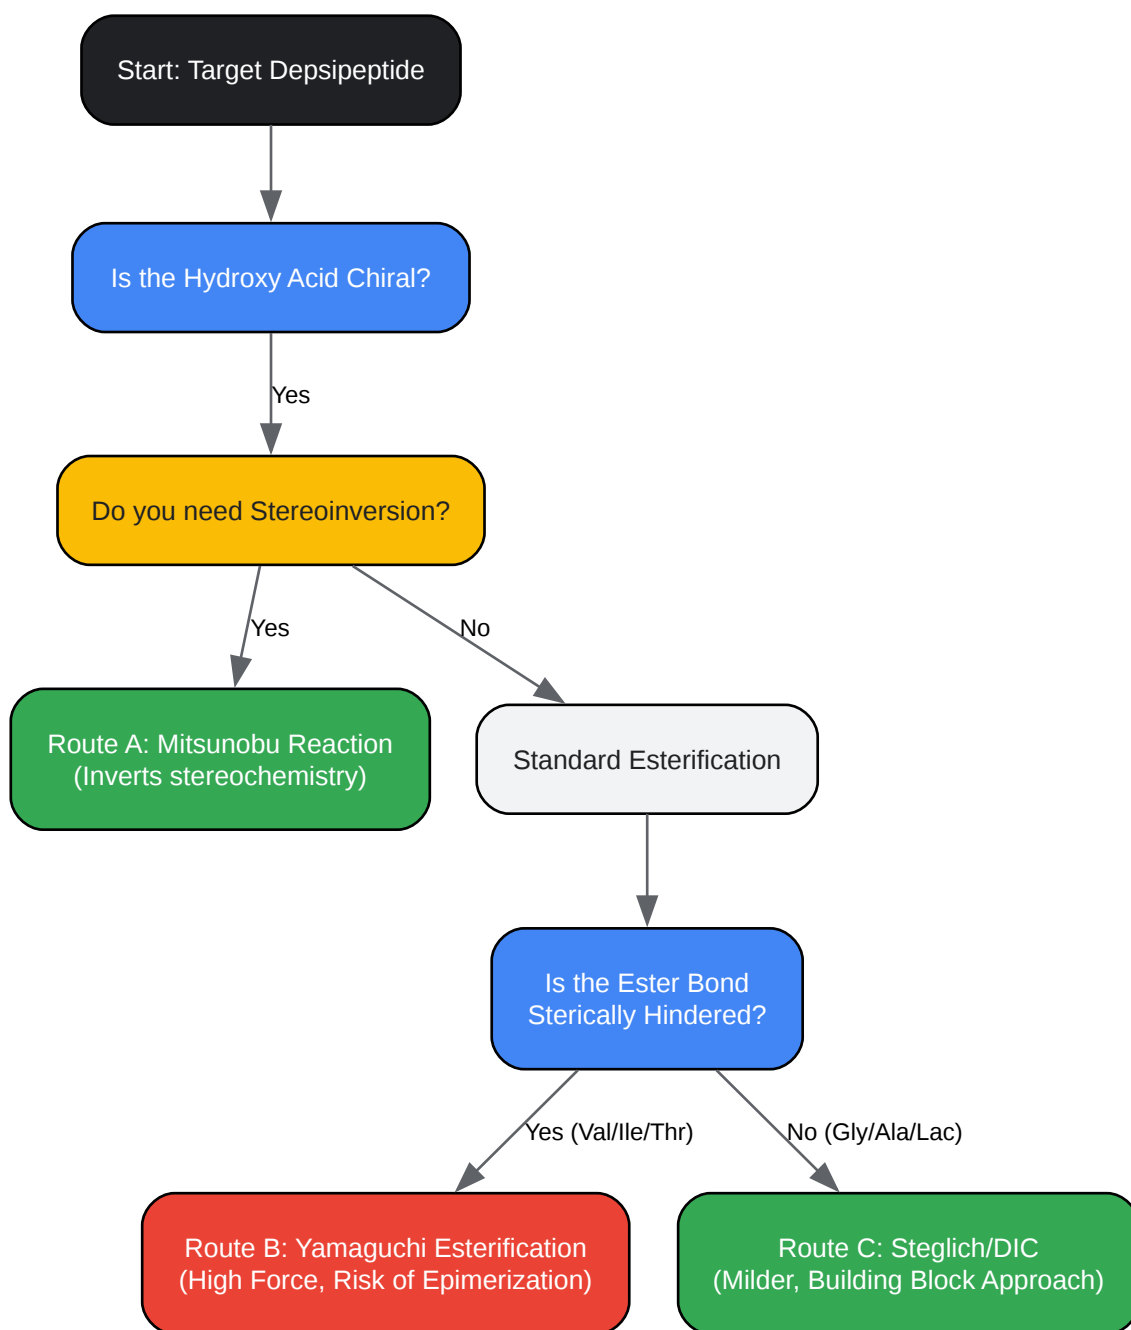 Start: Target Depsipeptide
Is the Hydroxy Acid Chiral?
Yes
Do you need Stereoinversion?
Yes
No
Route A: Mitsunobu Reaction
(Inverts stereochemistry)
Standard Esterification
Is the Ester Bond
Sterically Hindered?
Yes (Val/Ile/Thr)
No (Gly/Ala/Lac)
Route B: Yamaguchi Esterification
(High Force, Risk of Epimerization)
Route C: Steglich/DIC
(Milder, Building Block Approach)